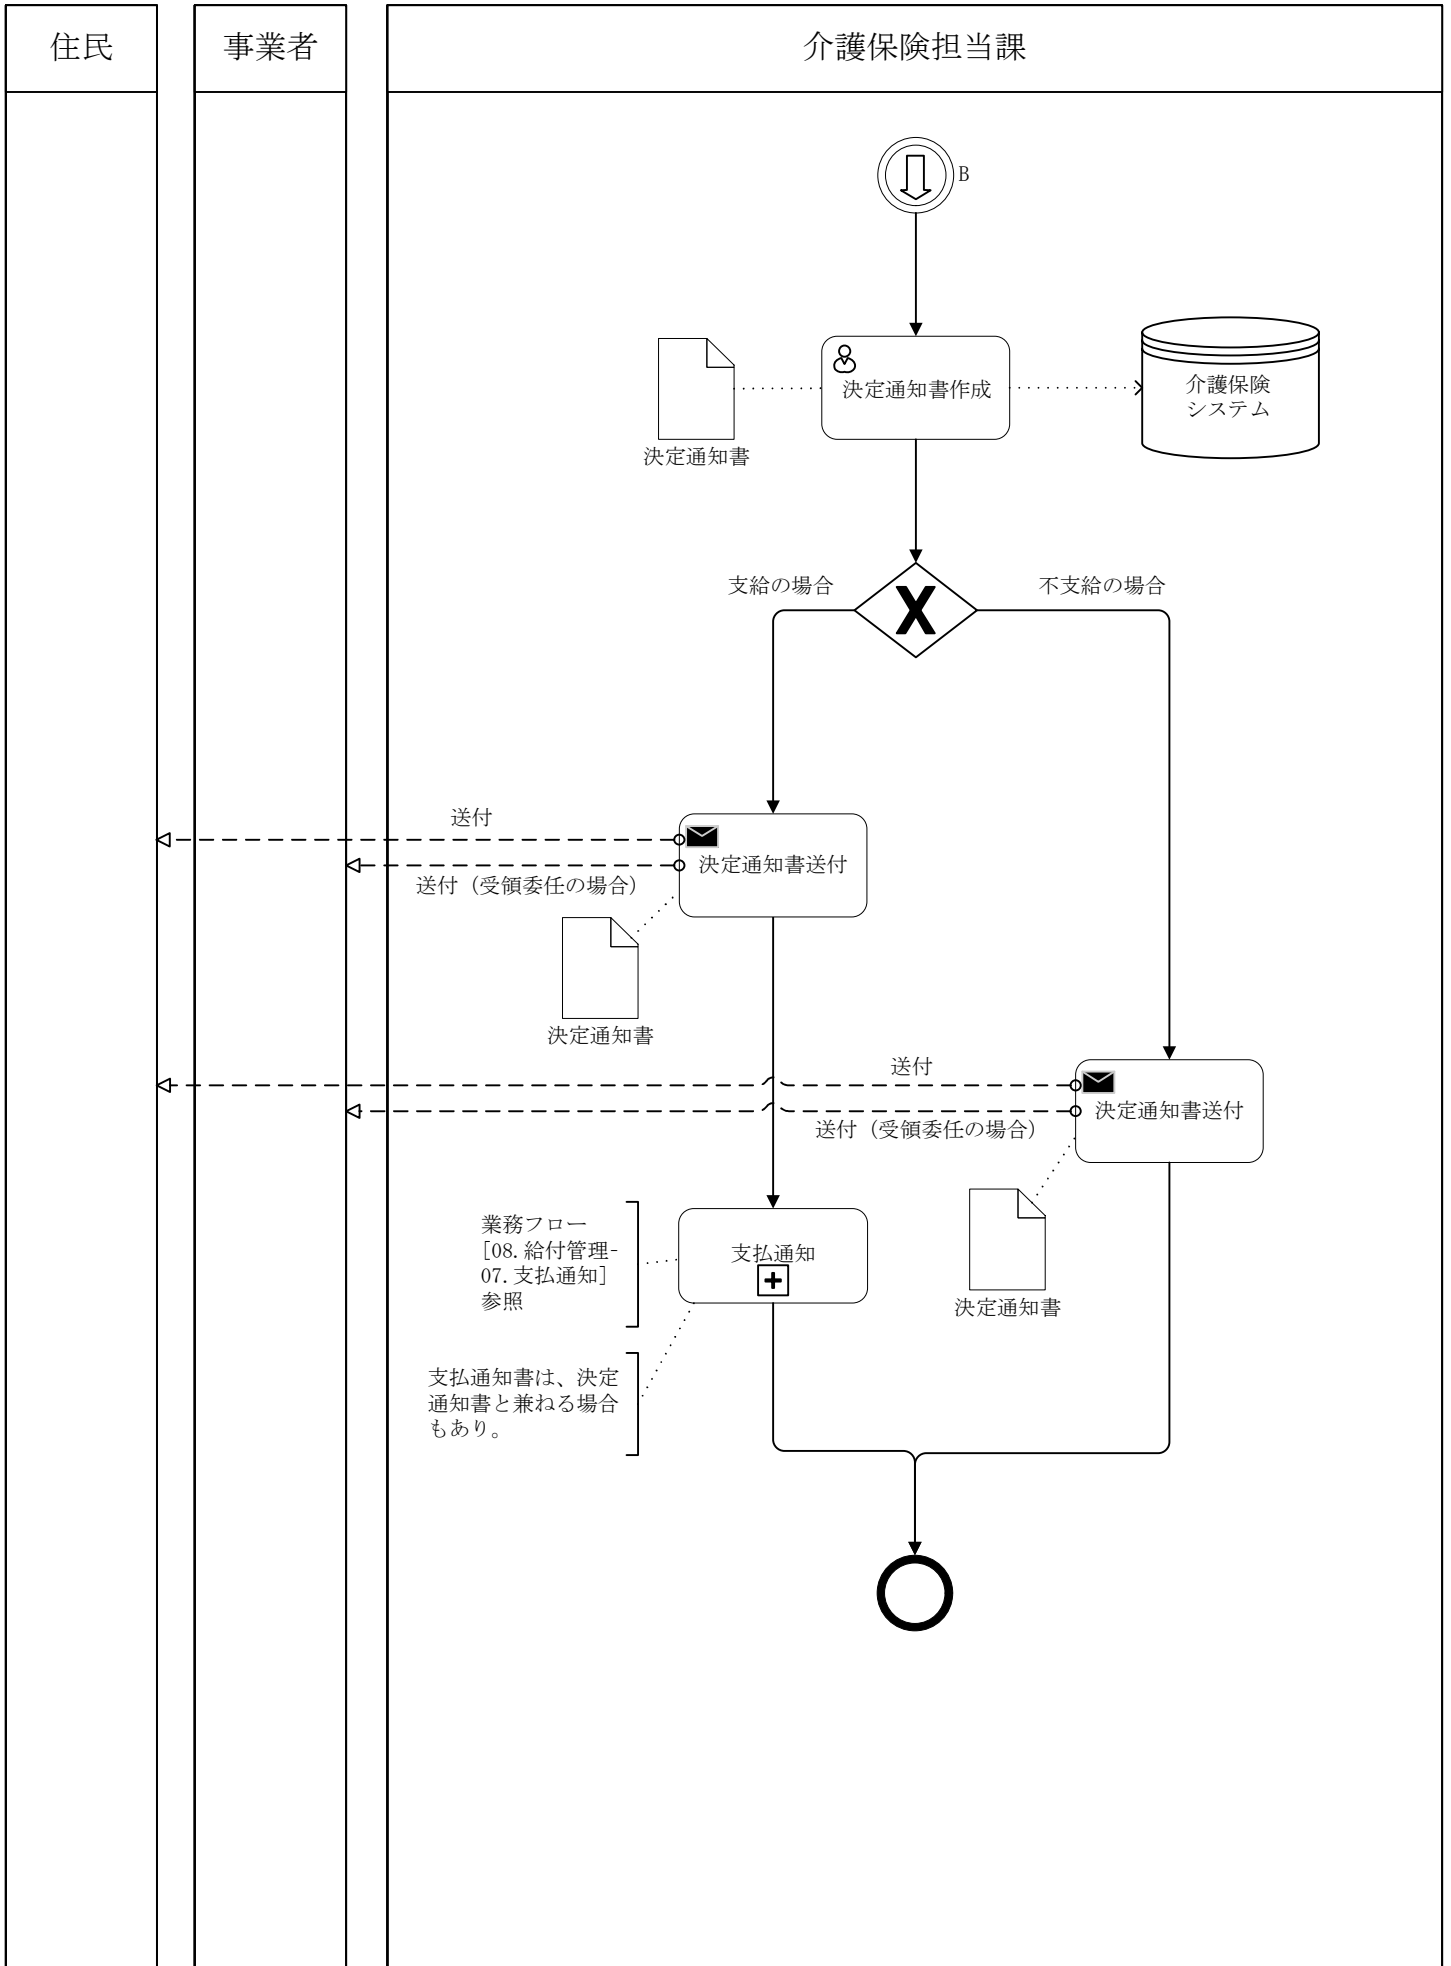 住民
事業者
介護保険担当課
B
決定通知書作成
介護保険
システム
決定通知書
支給の場合
不支給の場合
送付
決定通知書送付
送付（受領委任の場合）
決定通知書
送付
決定通知書送付
送付（受領委任の場合）
業務フロー
[08.給付管理-
07.支払通知]
参照
支払通知
決定通知書
支払通知書は、決定
通知書と兼ねる場合
もあり。